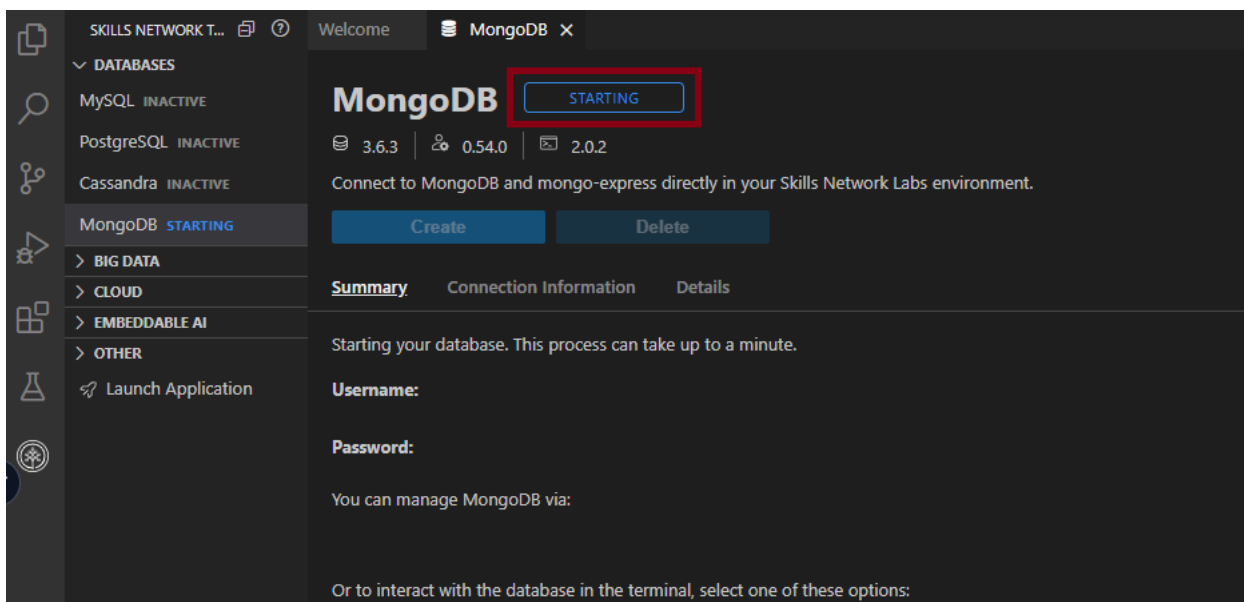 SKILLS NETWORK T...
DATABASES
MySQL INACTIVE
PostgreSQL INACTIVE
Cassandra INACTIVE
MongoDB STARTING
BIG DATA
CLOUD
EMBEDDABLE AI
OTHER
Launch Application
Welcome
MongoDB
MongoDB STARTING
3.6.3 0.54.0 2.0.2
Connect to MongoDB and mongo-express directly in your Skills Network Labs environment.
Create Delete
Summary Connection Information Details
Starting your database. This process can take up to a minute.
Username:
Password:
You can manage MongoDB via:
Or to interact with the database in the terminal, select one of these options: